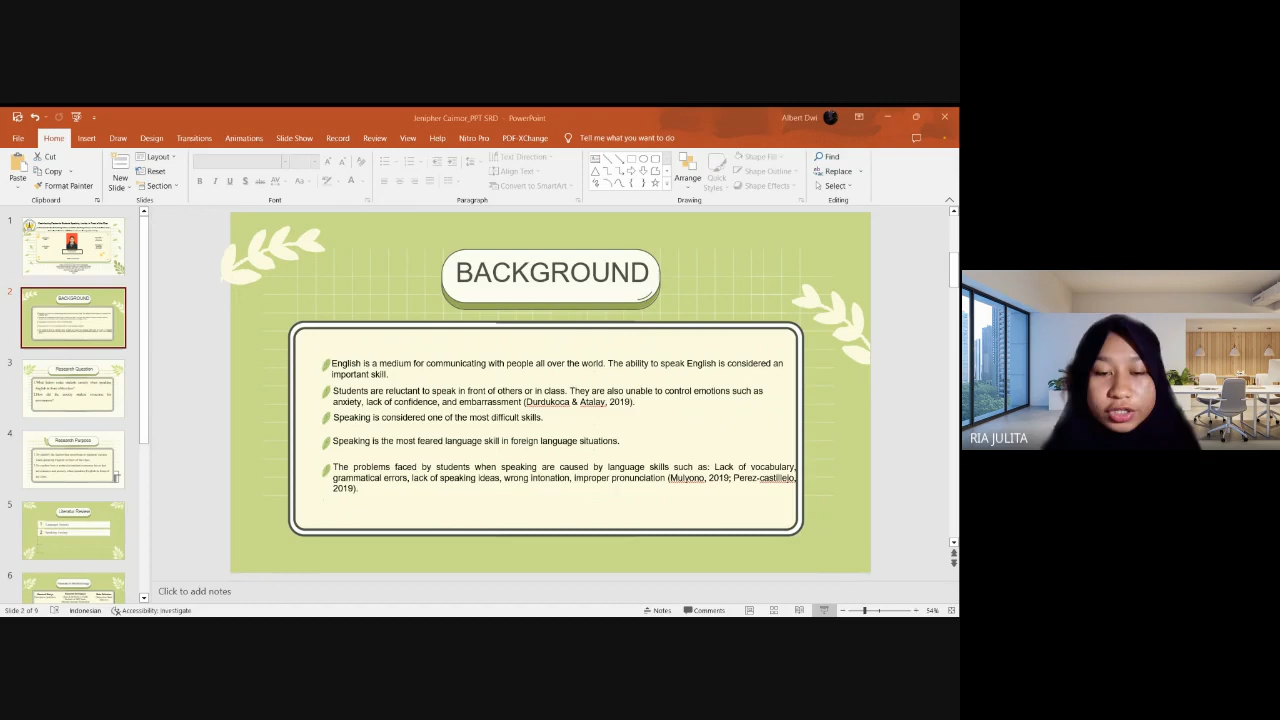 Jenipher Caimor_PPT SRD - PowerPoint
Albert Dwi
File Home Insert Draw Design Transitions Animations Slide Show Record Review View Help Nitro Pro PDF-XChange Tell me what you want to do
Paste
Cut
Copy
Format Painter
Clipboard
New
Slide
Layout
Reset
Section
Slides
Font
Text Direction
Align Text
Convert to SmartArt
Paragraph
Arrange
Quick
Styles
Shape Fill
Shape Outline
Shape Effects
Drawing
Find
Replace
Select
Editing
1
2
BACKGROUND
3
Research Question
4
Research Purpose
5
Literature Review
6
BACKGROUND
English is a medium for communicating with people all over the world. The ability to speak English is considered an
important skill.
Students are reluctant to speak in front of others or in class. They are also unable to control emotions such as
anxiety, lack of confidence, and embarrassment (Durdukoca & Atalay, 2019).
Speaking is considered one of the most difficult skills.
Speaking is the most feared language skill in foreign language situations.
The problems faced by students when speaking are caused by language skills such as: Lack of vocabulary,
grammatical errors, lack of speaking ideas, wrong Intonation, Improper pronunciation (Mulyono, 2019; Perez-castillejo,
2019).
Click to add notes
Slide 2 of 9 Indonesian Accessibility: Investigate Notes Comments 54%
RIA JULITA